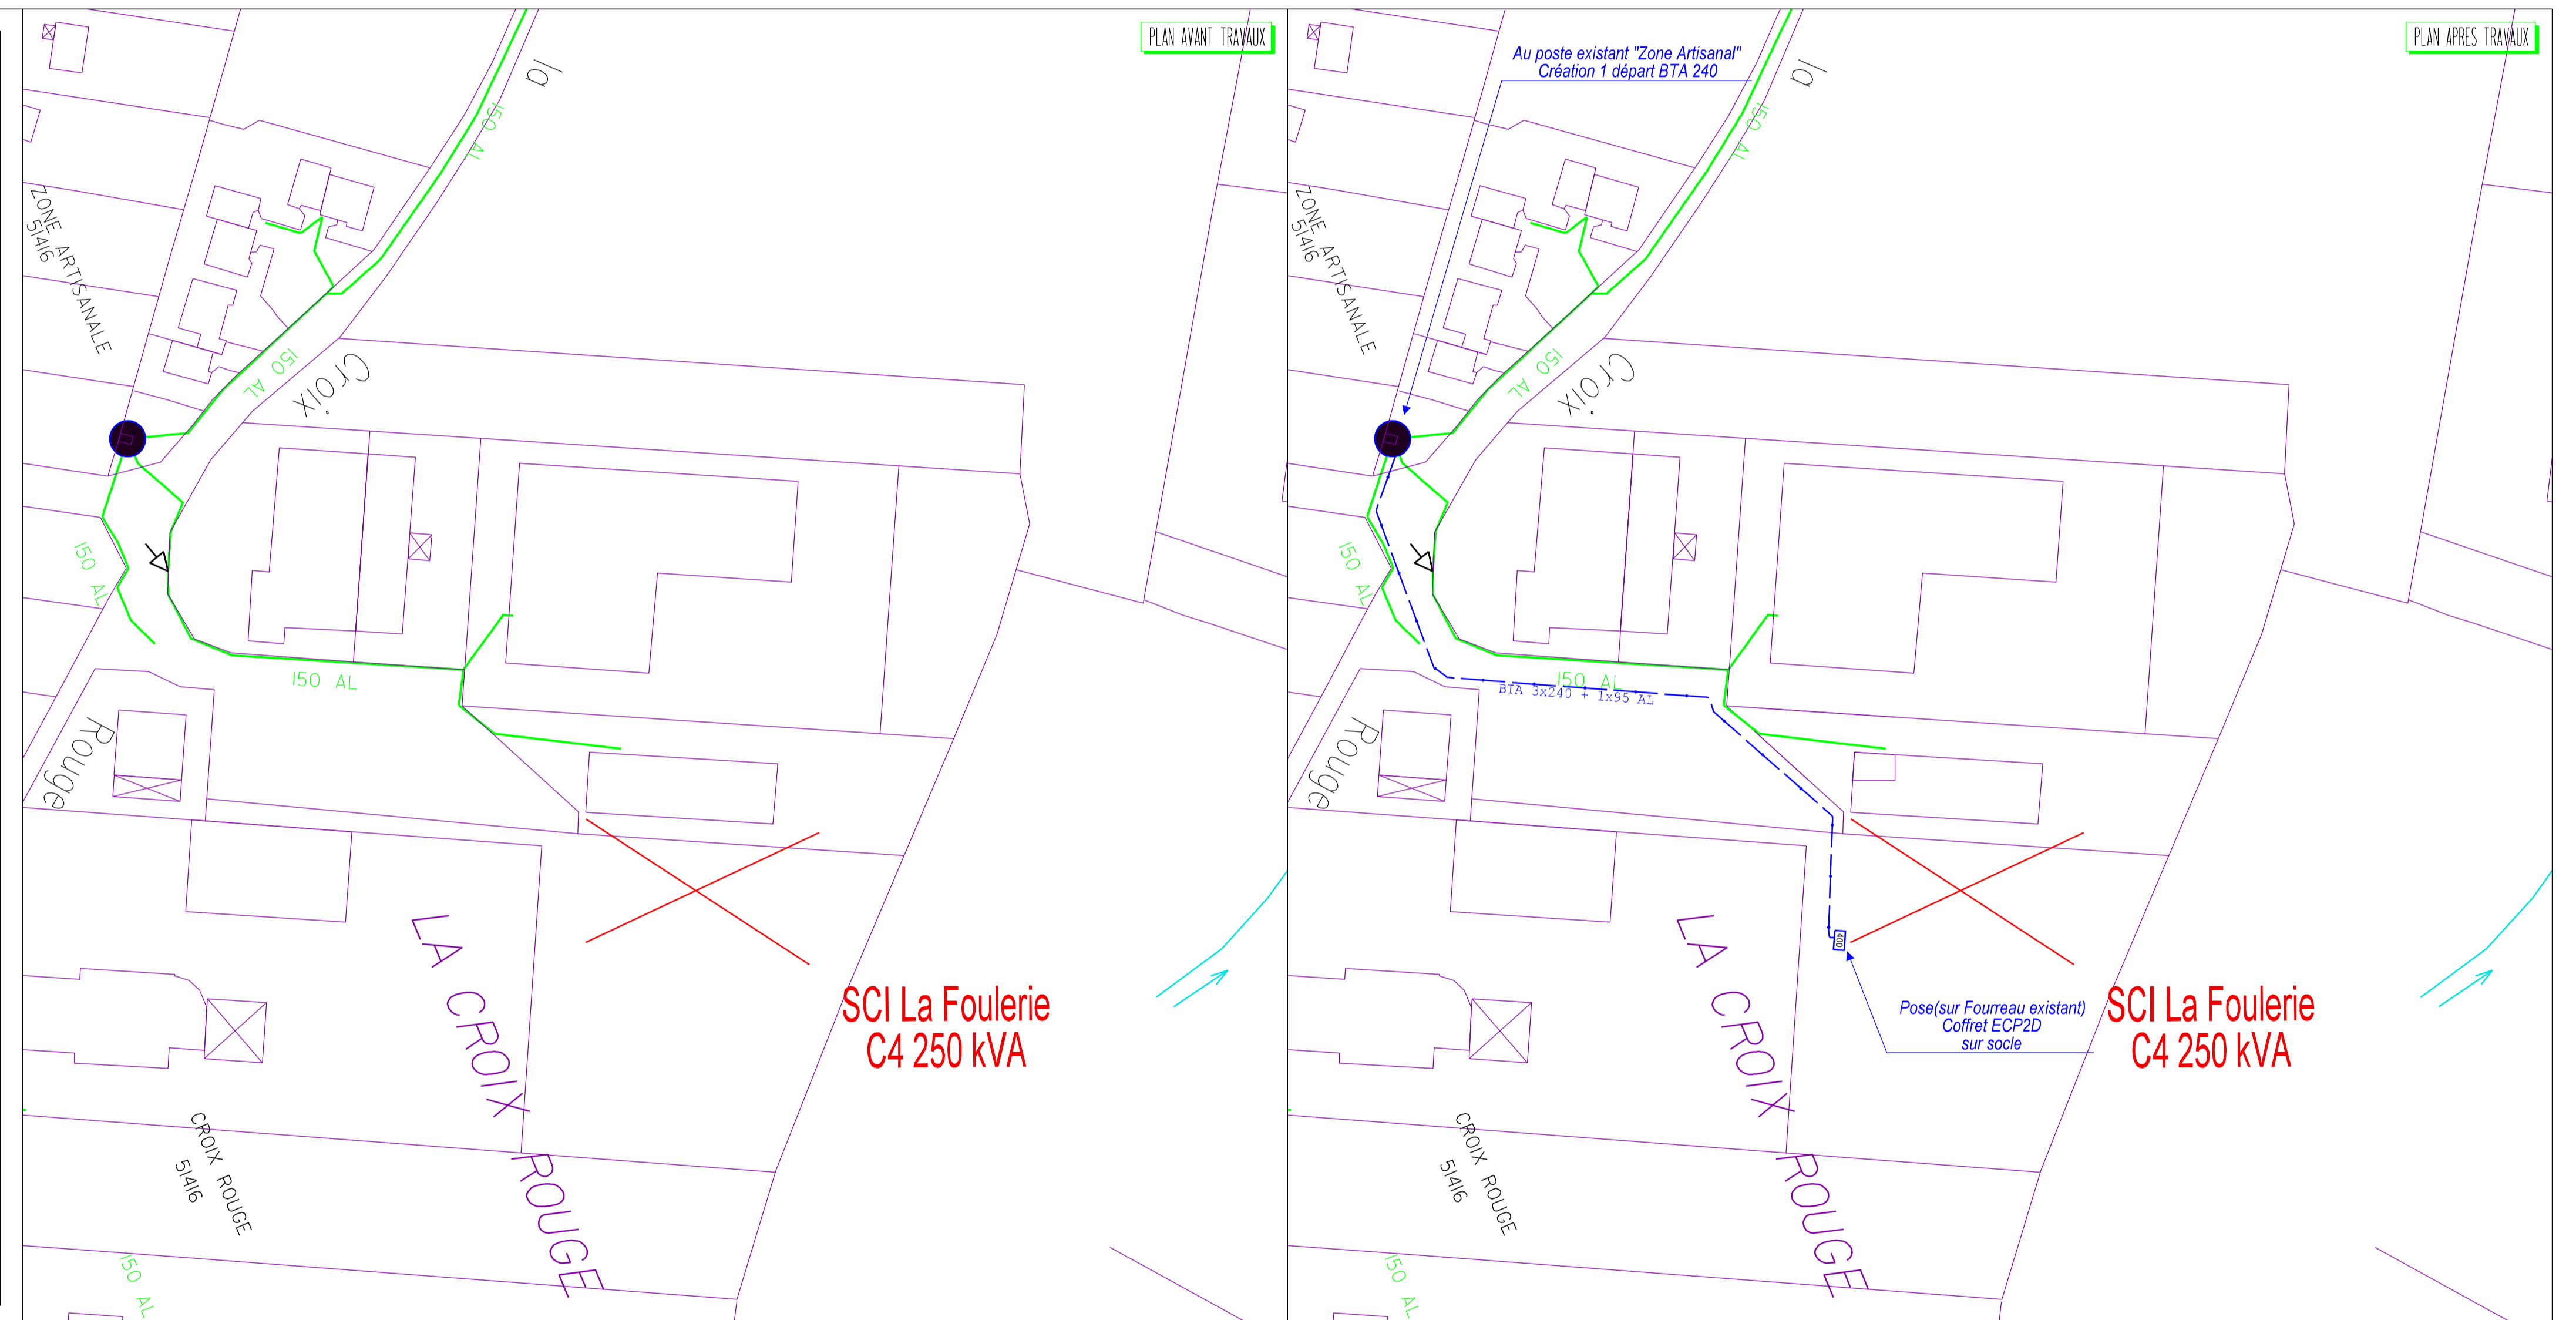 PLAN AVANT TRAVAUX
la
150 AL
ZONE ARTISANALE
51416
150 AL
Croix
150 AL
150 AL
Rouge
LA CROIX ROUGE
SCI La Foulerie
C4 250 kVA
CROIX ROUGE
51416
150 AL
PLAN APRES TRAVAUX
Au poste existant "Zone Artisanal"
Création 1 départ BTA 240
la
150 AL
ZONE ARTISANALE
51416
150 AL
Croix
150 AL
150 AL
BTA 3x240 + 1x95 AL
Rouge
400
LA CROIX ROUGE
Pose(sur Fourreau existant)
Coffret ECP2D
sur socle
SCI La Foulerie
C4 250 kVA
CROIX ROUGE
51416
150 AL